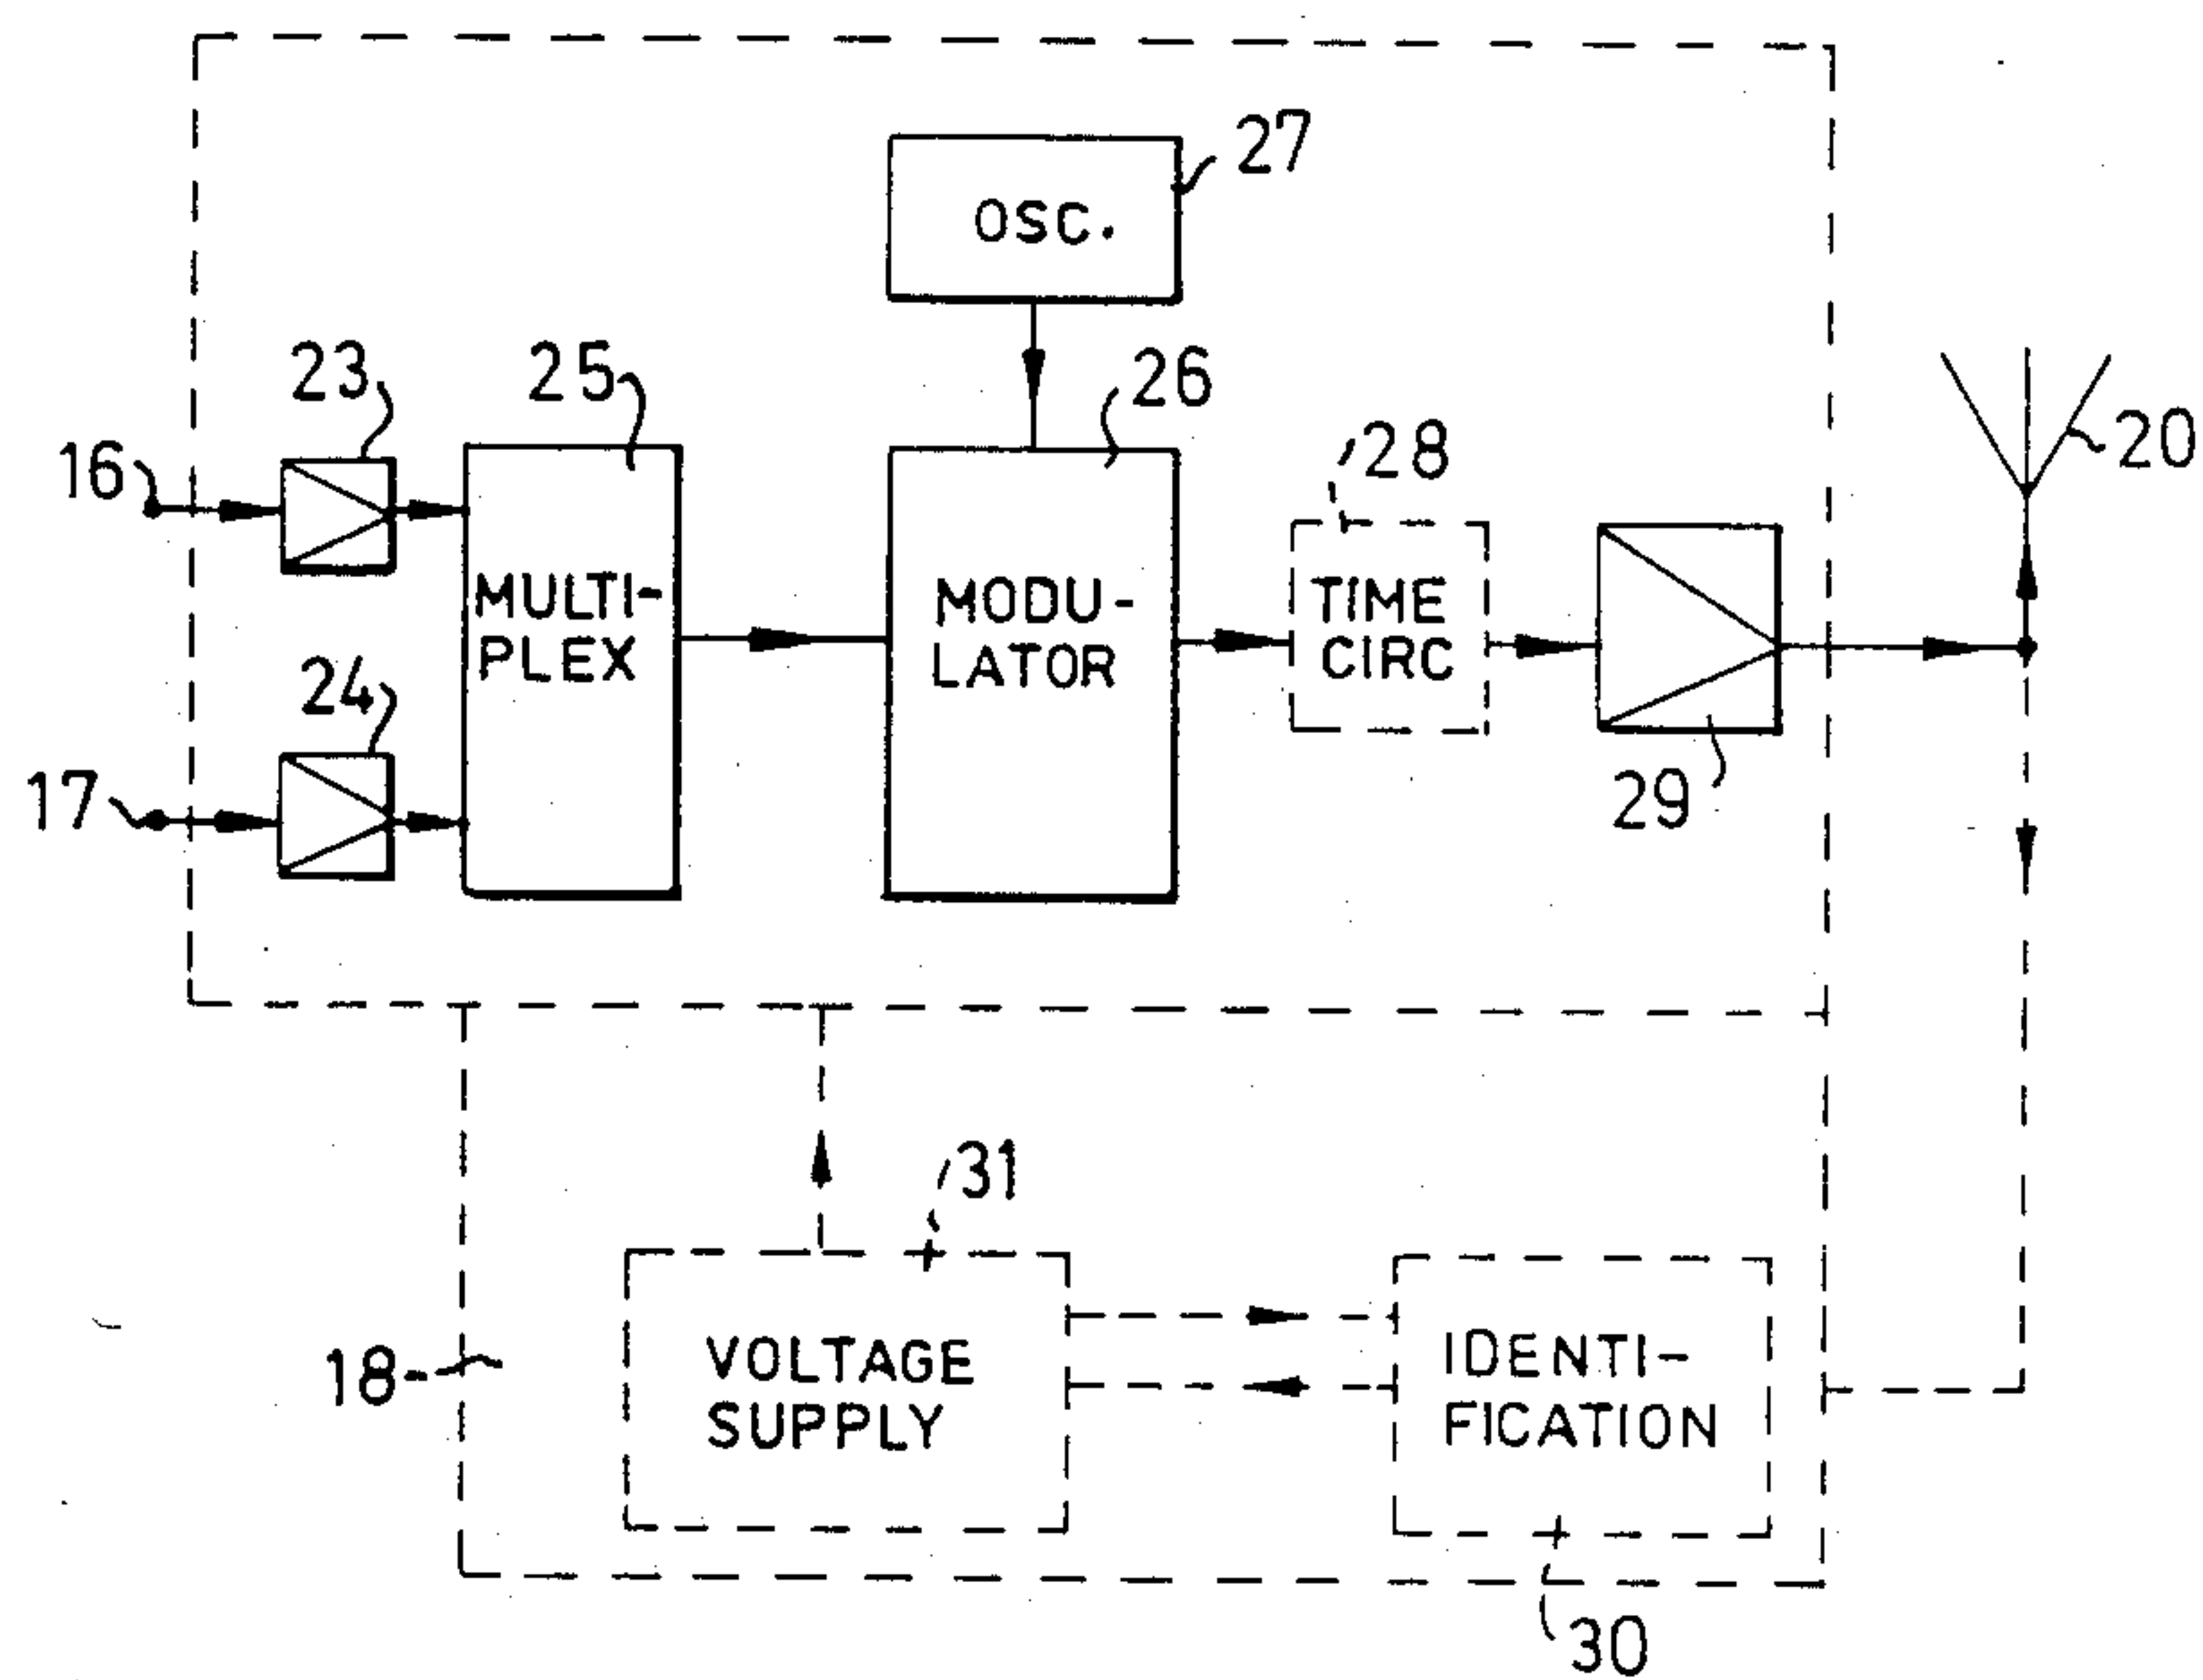 27
OSC.
23
25
26
28
20
16
MULTI-
PLEX
MODU-
LATOR
TIME
CIRC
24
17
29
31
18
VOLTAGE
SUPPLY
IDENTI-
FICATION
30